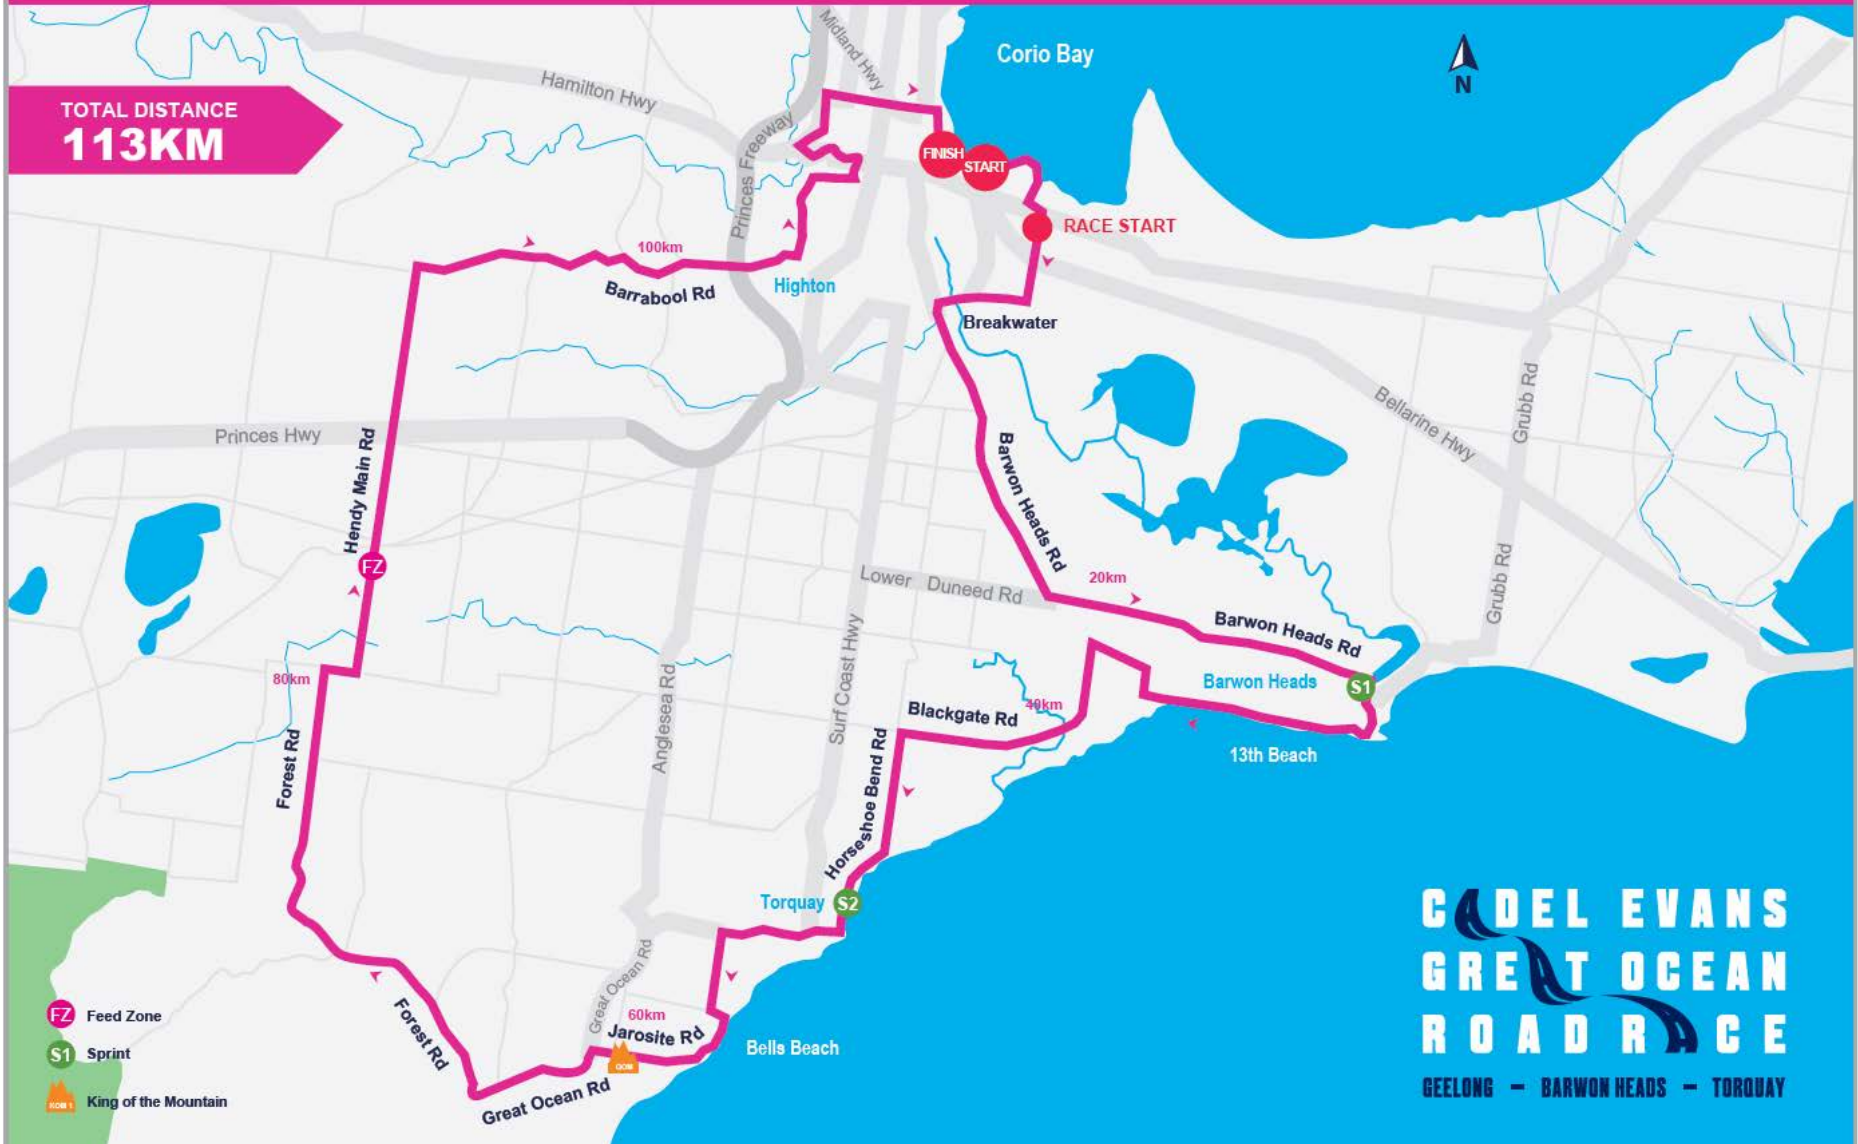 Corio Bay
N
Midland Hwy
Hamilton Hwy
TOTAL DISTANCE
113KM
Princes Freeway
FINISH
START
RACE START
100km
Barrabool Rd
Highton
Breakwater
Princes Hwy
Hendy Main Rd
Barwon Heads Rd
Bellarine Hwy
Grubb Rd
Grubb Rd
FZ
Lower Duneed Rd
20km
Barwon Heads Rd
Surf Coast Hwy
Anglesea Rd
80km
Barwon Heads
S1
40km
Blackgate Rd
Horseshoe Bend Rd
13th Beach
Forest Rd
Torquay
S2
Great Ocean Rd
60km
Jarosite Rd
QOM
Bells Beach
Forest Rd
Great Ocean Rd
FZ Feed Zone
S1 Sprint
KOM 1 King of the Mountain
CADEL EVANS
GREAT OCEAN
ROAD RACE
GEELONG – BARWON HEADS – TORQUAY